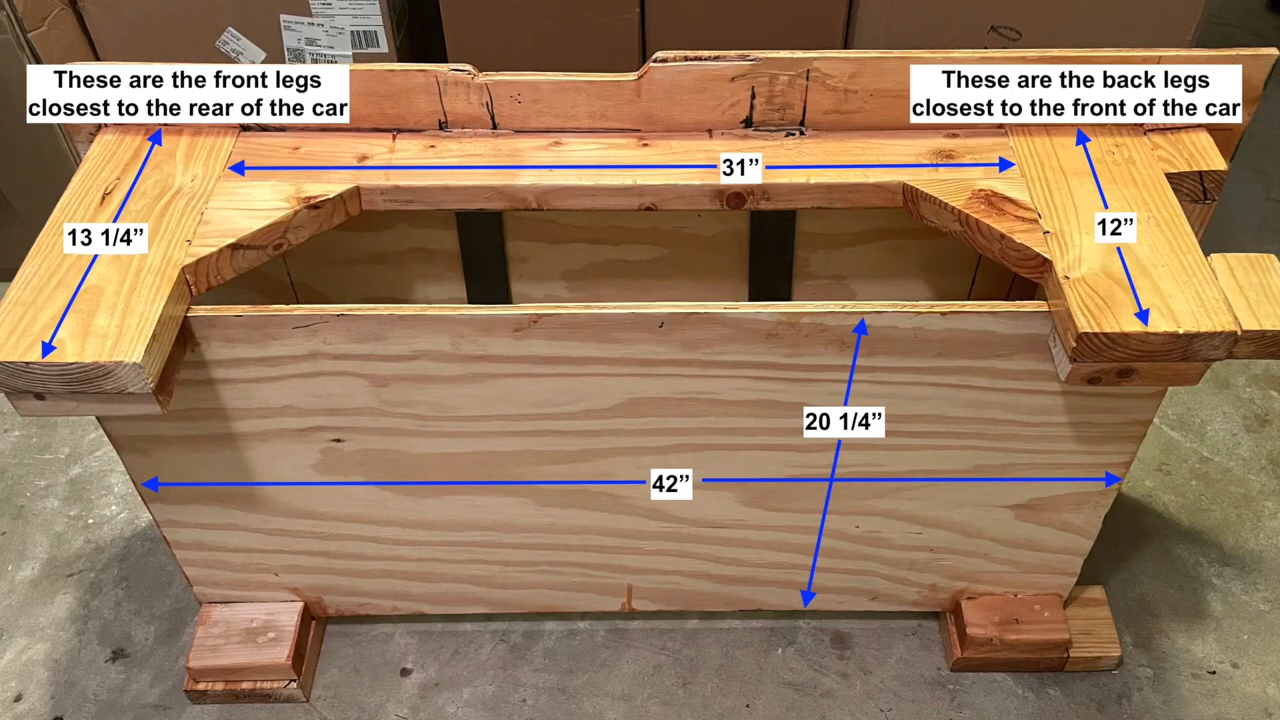 These are the front legs
closest to the rear of the car
These are the back legs
closest to the front of the car
31”
13 1/4”
12”
20 1/4”
42”